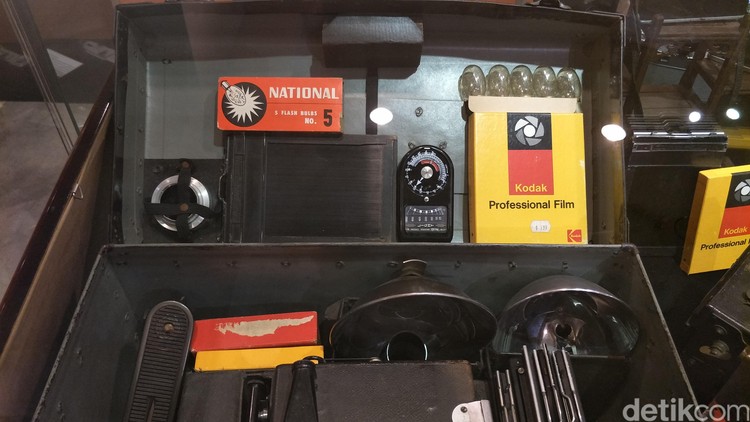 NATIONAL
5 FLASH BULBS
NO. 5
Kodak
Professional Film
Kodak
Kodak
Professional
detikcom